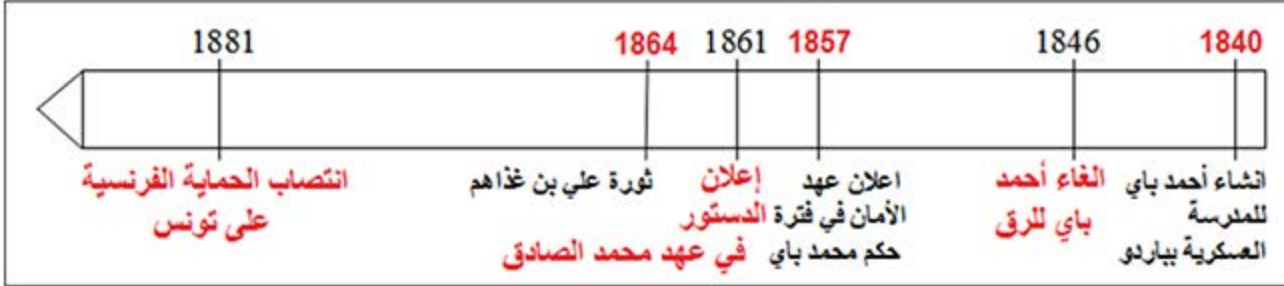 1840
1846
1857
1861
1864
1881
انشاء أحمد باي
للمدرسة
العسكرية بباردو
الغاء أحمد
باي للرق
اعلان عهد
الأمان في فترة
حكم محمد باي
إعلان
الدستور
في عهد محمد الصادق
ثورة علي بن غذاهم
انتصاب الحماية الفرنسية
على تونس